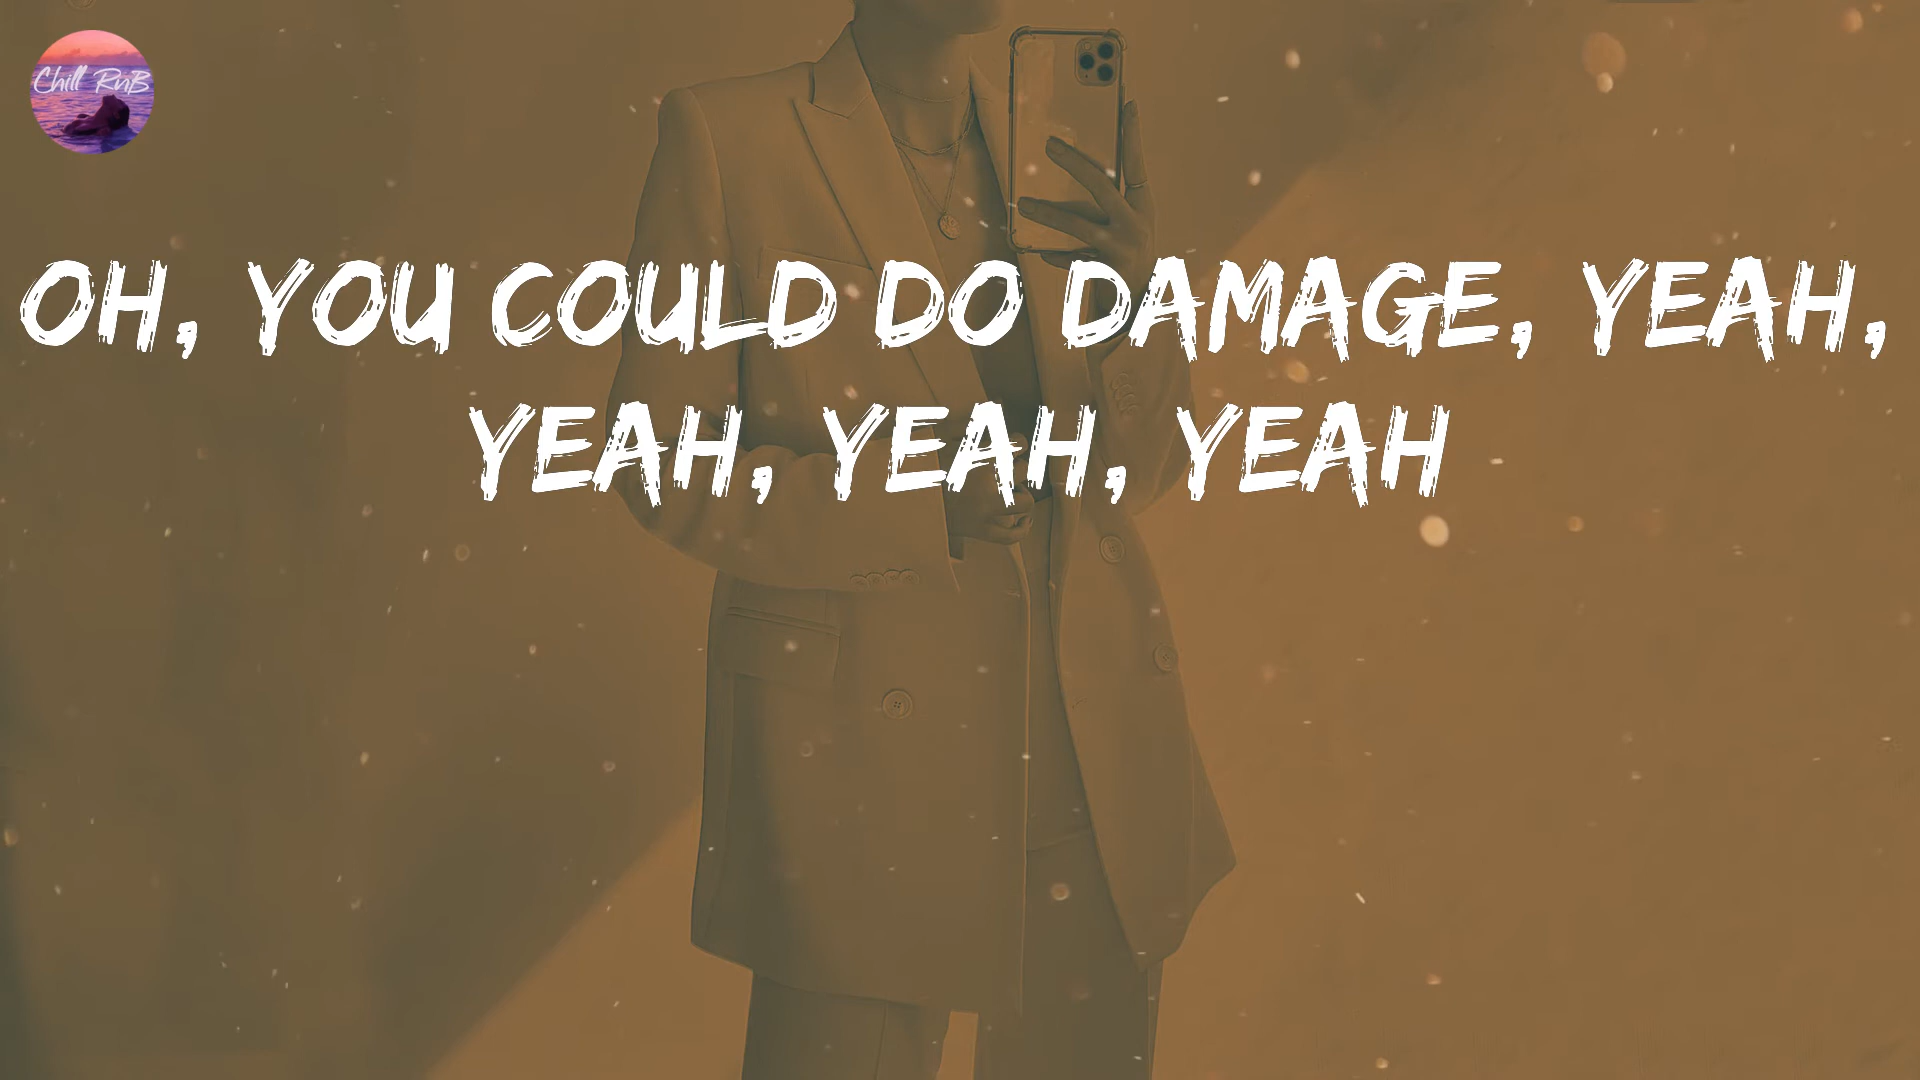 Chill RnB
OH, YOU COULD DO DAMAGE, YEAH,
YEAH, YEAH, YEAH